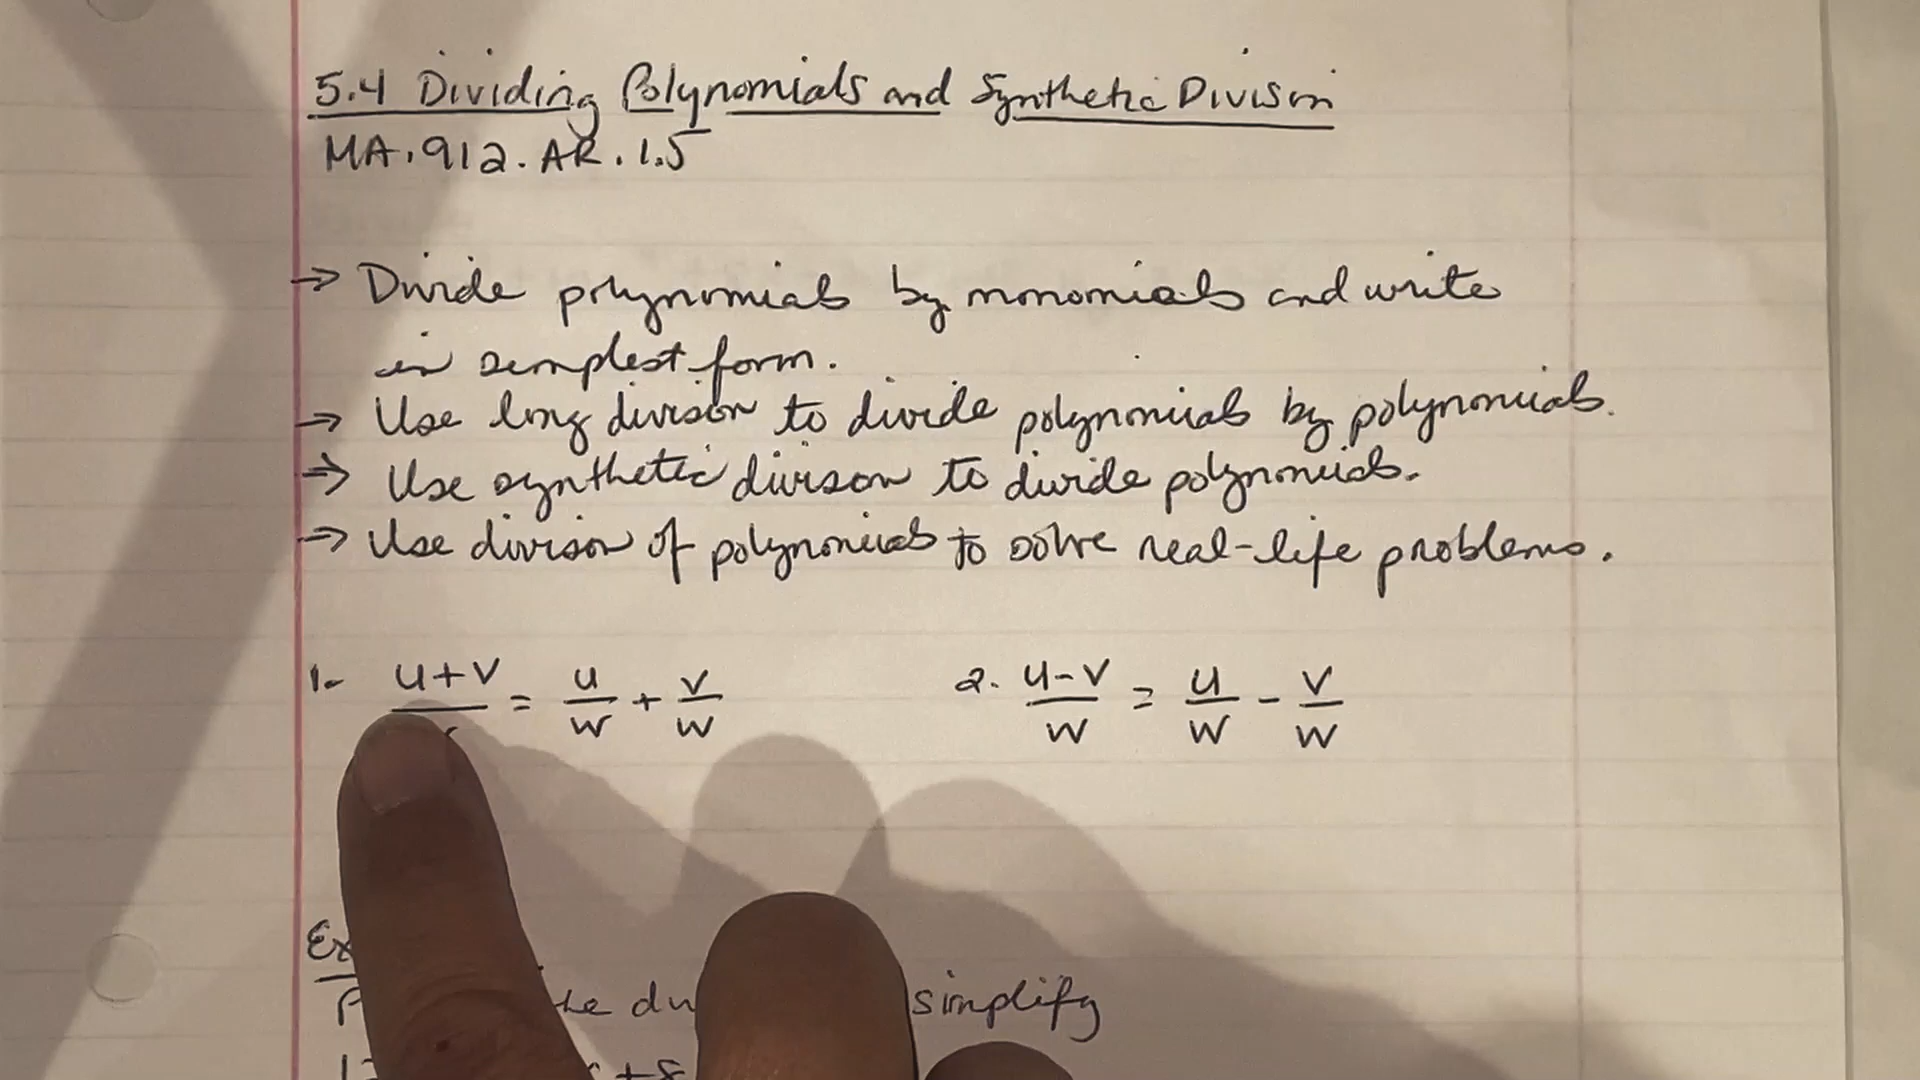 5.4 Dividing Polynomials and Synthetic Division
MA.912.AR.1.5
→ Divide polynomials by monomials and write
in simplest form.
→ Use long division to divide polynomials by polynomials.
→ Use synthetic division to divide polynomials.
→ Use division of polynomials to solve real-life problems.
1. u+v/ = u/w + v/w
2. u-v/w = u/w - v/w
Ex
simplify
+8